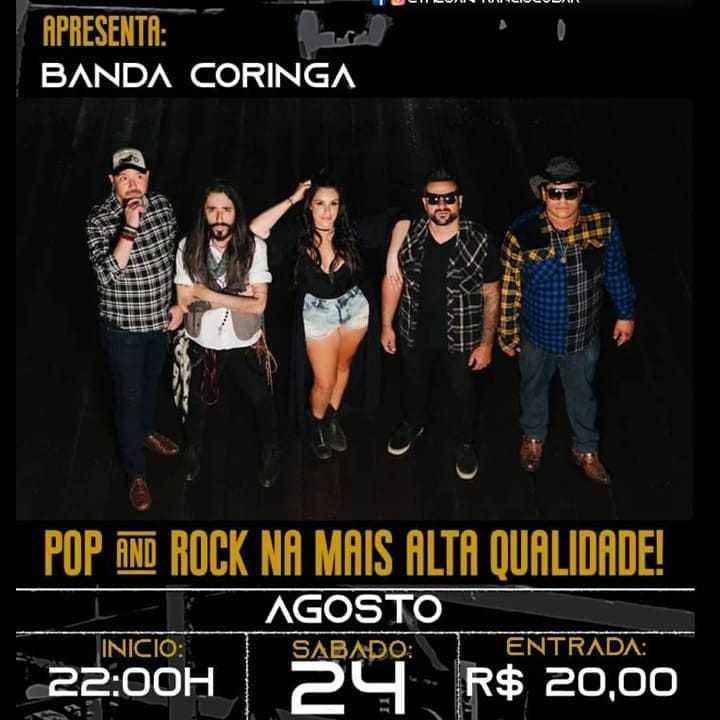 APRESENTA:
BANDA CORINGA
POP AND ROCK NA MAIS ALTA QUALIDADE!
AGOSTO
INICIO:
22:00H
SABADO:
24
ENTRADA:
R$ 20,00